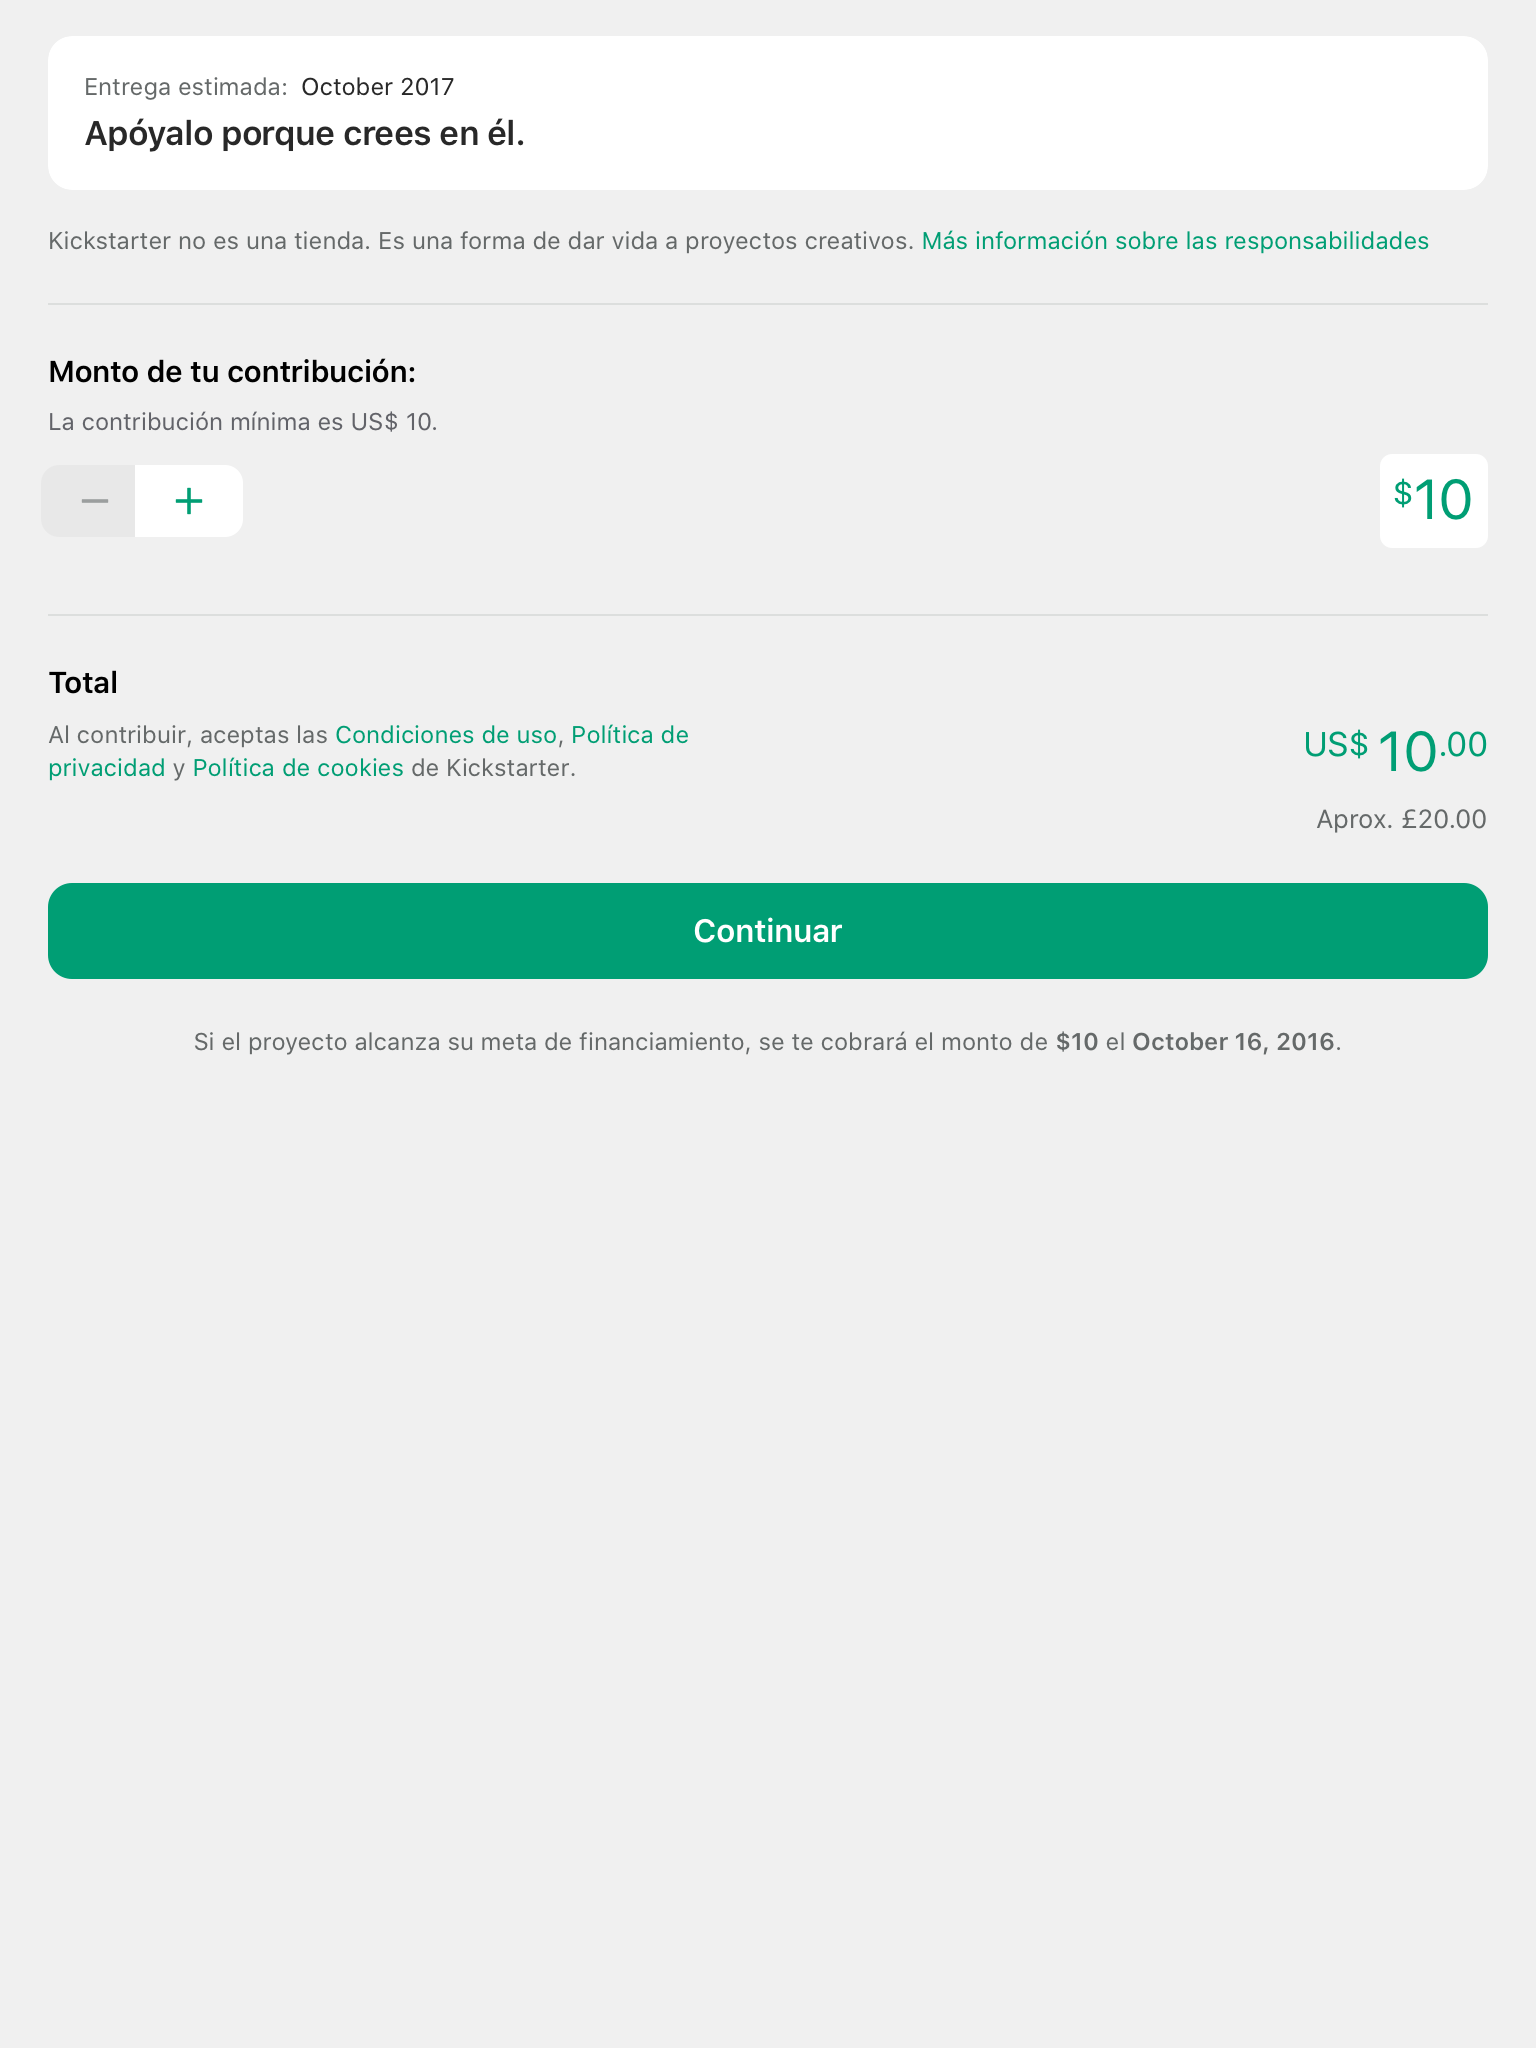 Entrega estimada: October 2017
Apóyalo porque crees en él.
Kickstarter no es una tienda. Es una forma de dar vida a proyectos creativos. Más información sobre las responsabilidades
Monto de tu contribución:
La contribución mínima es US$ 10.
$10
Total
Al contribuir, aceptas las Condiciones de uso, Política de
privacidad y Política de cookies de Kickstarter.
US$ 10.00
Aprox. £20.00
Continuar
Si el proyecto alcanza su meta de financiamiento, se te cobrará el monto de $10 el October 16, 2016.